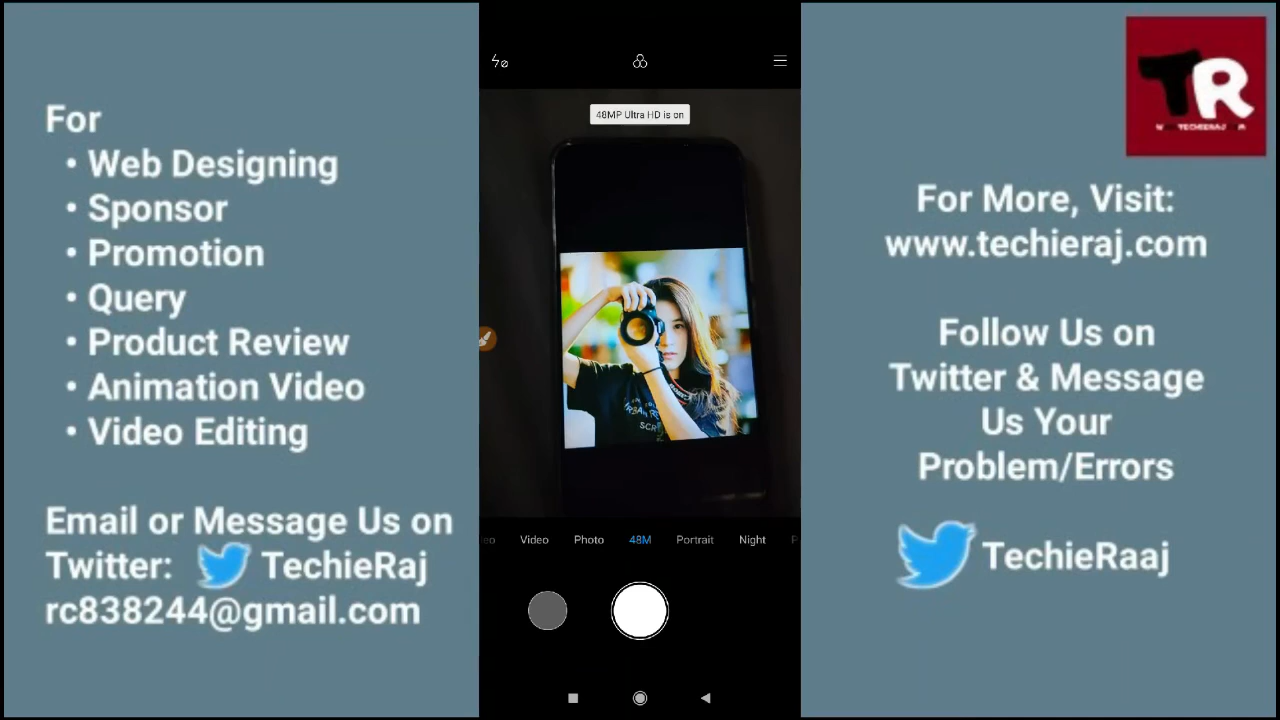 For
• Web Designing
• Sponsor
• Promotion
• Query
• Product Review
• Animation Video
• Video Editing
Email or Message Us on
Twitter: TechieRaj
rc838244@gmail.com
48MP Ultra HD is on
SCR
Video
Photo
48M
Portrait
Night
TR
For More, Visit:
www.techieraj.com
Follow Us on
Twitter & Message
Us Your
Problem/Errors
TechieRaaj